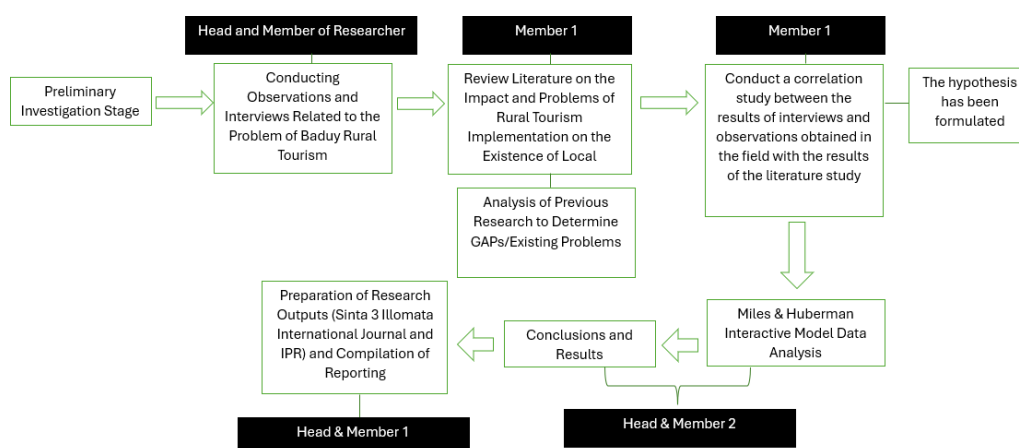 Head and Member of Researcher
Member 1
Member 1
Preliminary
Investigation Stage
Conducting
Observations and
Interviews Related to the
Problem of Baduy Rural
Tourism
Review Literature on the
Impact and Problems of
Rural Tourism
Implementation on the
Existence of Local
Conduct a correlation
study between the
results of interviews and
observations obtained in
the field with the results
of the literature study
The hypothesis
has been
formulated
Analysis of Previous
Research to Determine
GAPs/Existing Problems
Miles & Huberman
Interactive Model Data
Analysis
Conclusions and
Results
Preparation of Research
Outputs (Sinta 3 Illomata
International Journal and
IPR) and Compilation of
Reporting
Head & Member 2
Head & Member 1